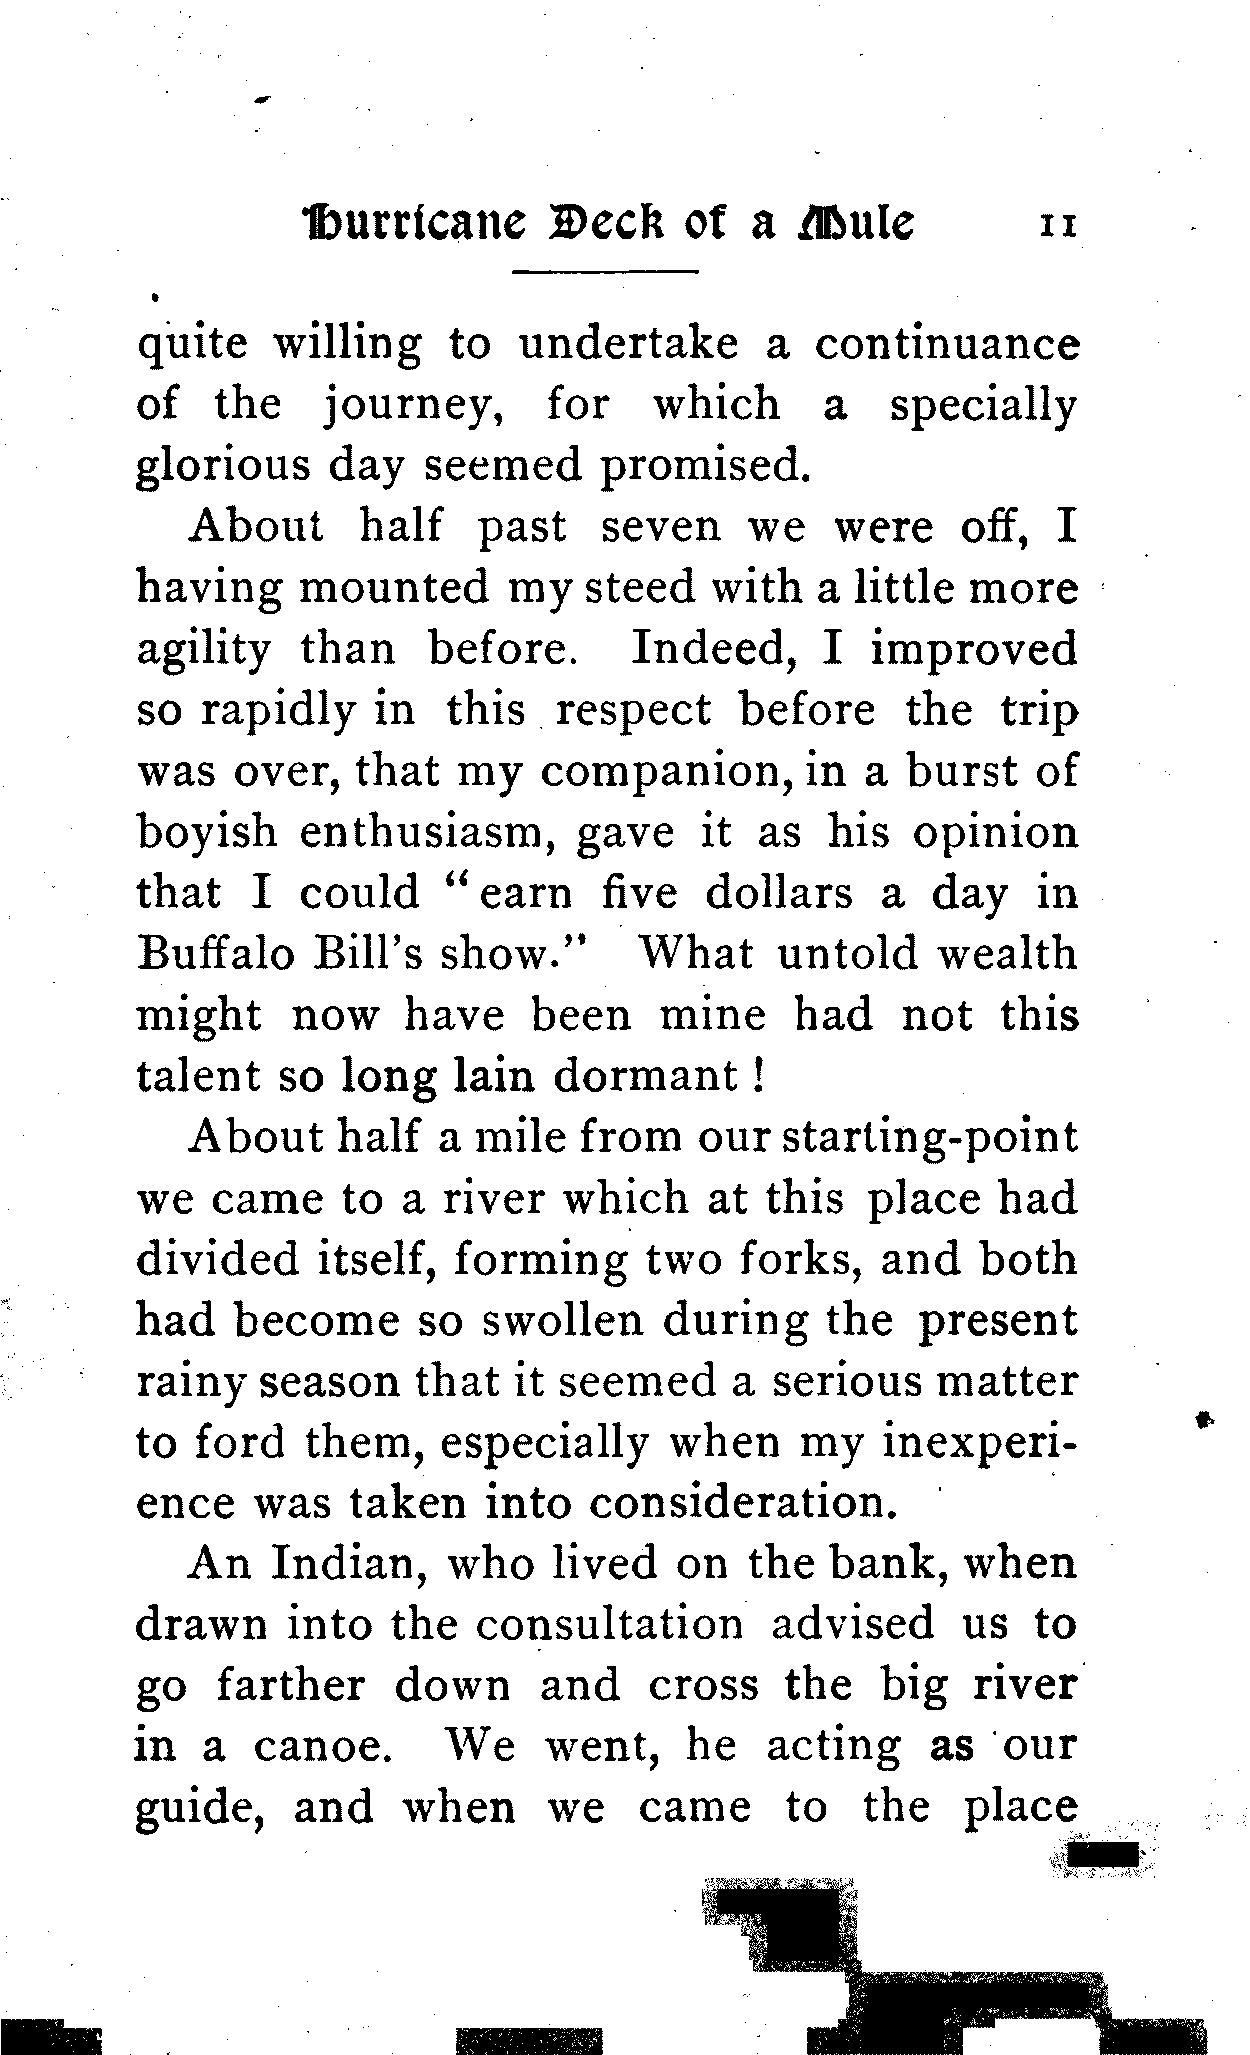 Hurricane Deck of a Mule 11
quite willing to undertake a continuance
of the journey, for which a specially
glorious day seemed promised.
About half past seven we were off, I
having mounted my steed with a little more
agility than before. Indeed, I improved
so rapidly in this respect before the trip
was over, that my companion, in a burst of
boyish enthusiasm, gave it as his opinion
that I could “earn five dollars a day in
Buffalo Bill's show.” What untold wealth
might now have been mine had not this
talent so long lain dormant !
About half a mile from our starting-point
we came to a river which at this place had
divided itself, forming two forks, and both
had become so swollen during the present
rainy season that it seemed a serious matter
to ford them, especially when my inexperi-
ence was taken into consideration.
An Indian, who lived on the bank, when
drawn into the consultation advised us to
go farther down and cross the big river
in a canoe. We went, he acting as our
guide, and when we came to the place